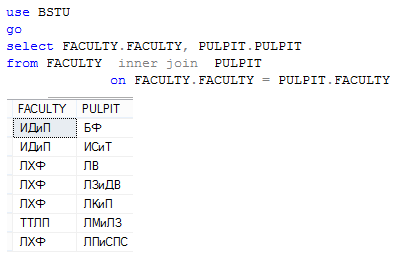 use BSTU
go
select FACULTY.FACULTY, PULPIT.PULPIT
from FACULTY inner join PULPIT
on FACULTY.FACULTY = PULPIT.FACULTY
FACULTY PULPIT
ИДиП БФ
ИДиП ИСиТ
ЛХФ ЛВ
ЛХФ ЛЗиДВ
ЛХФ ЛКиП
ТТЛП ЛМиЛЗ
ЛХФ ЛПиСПС